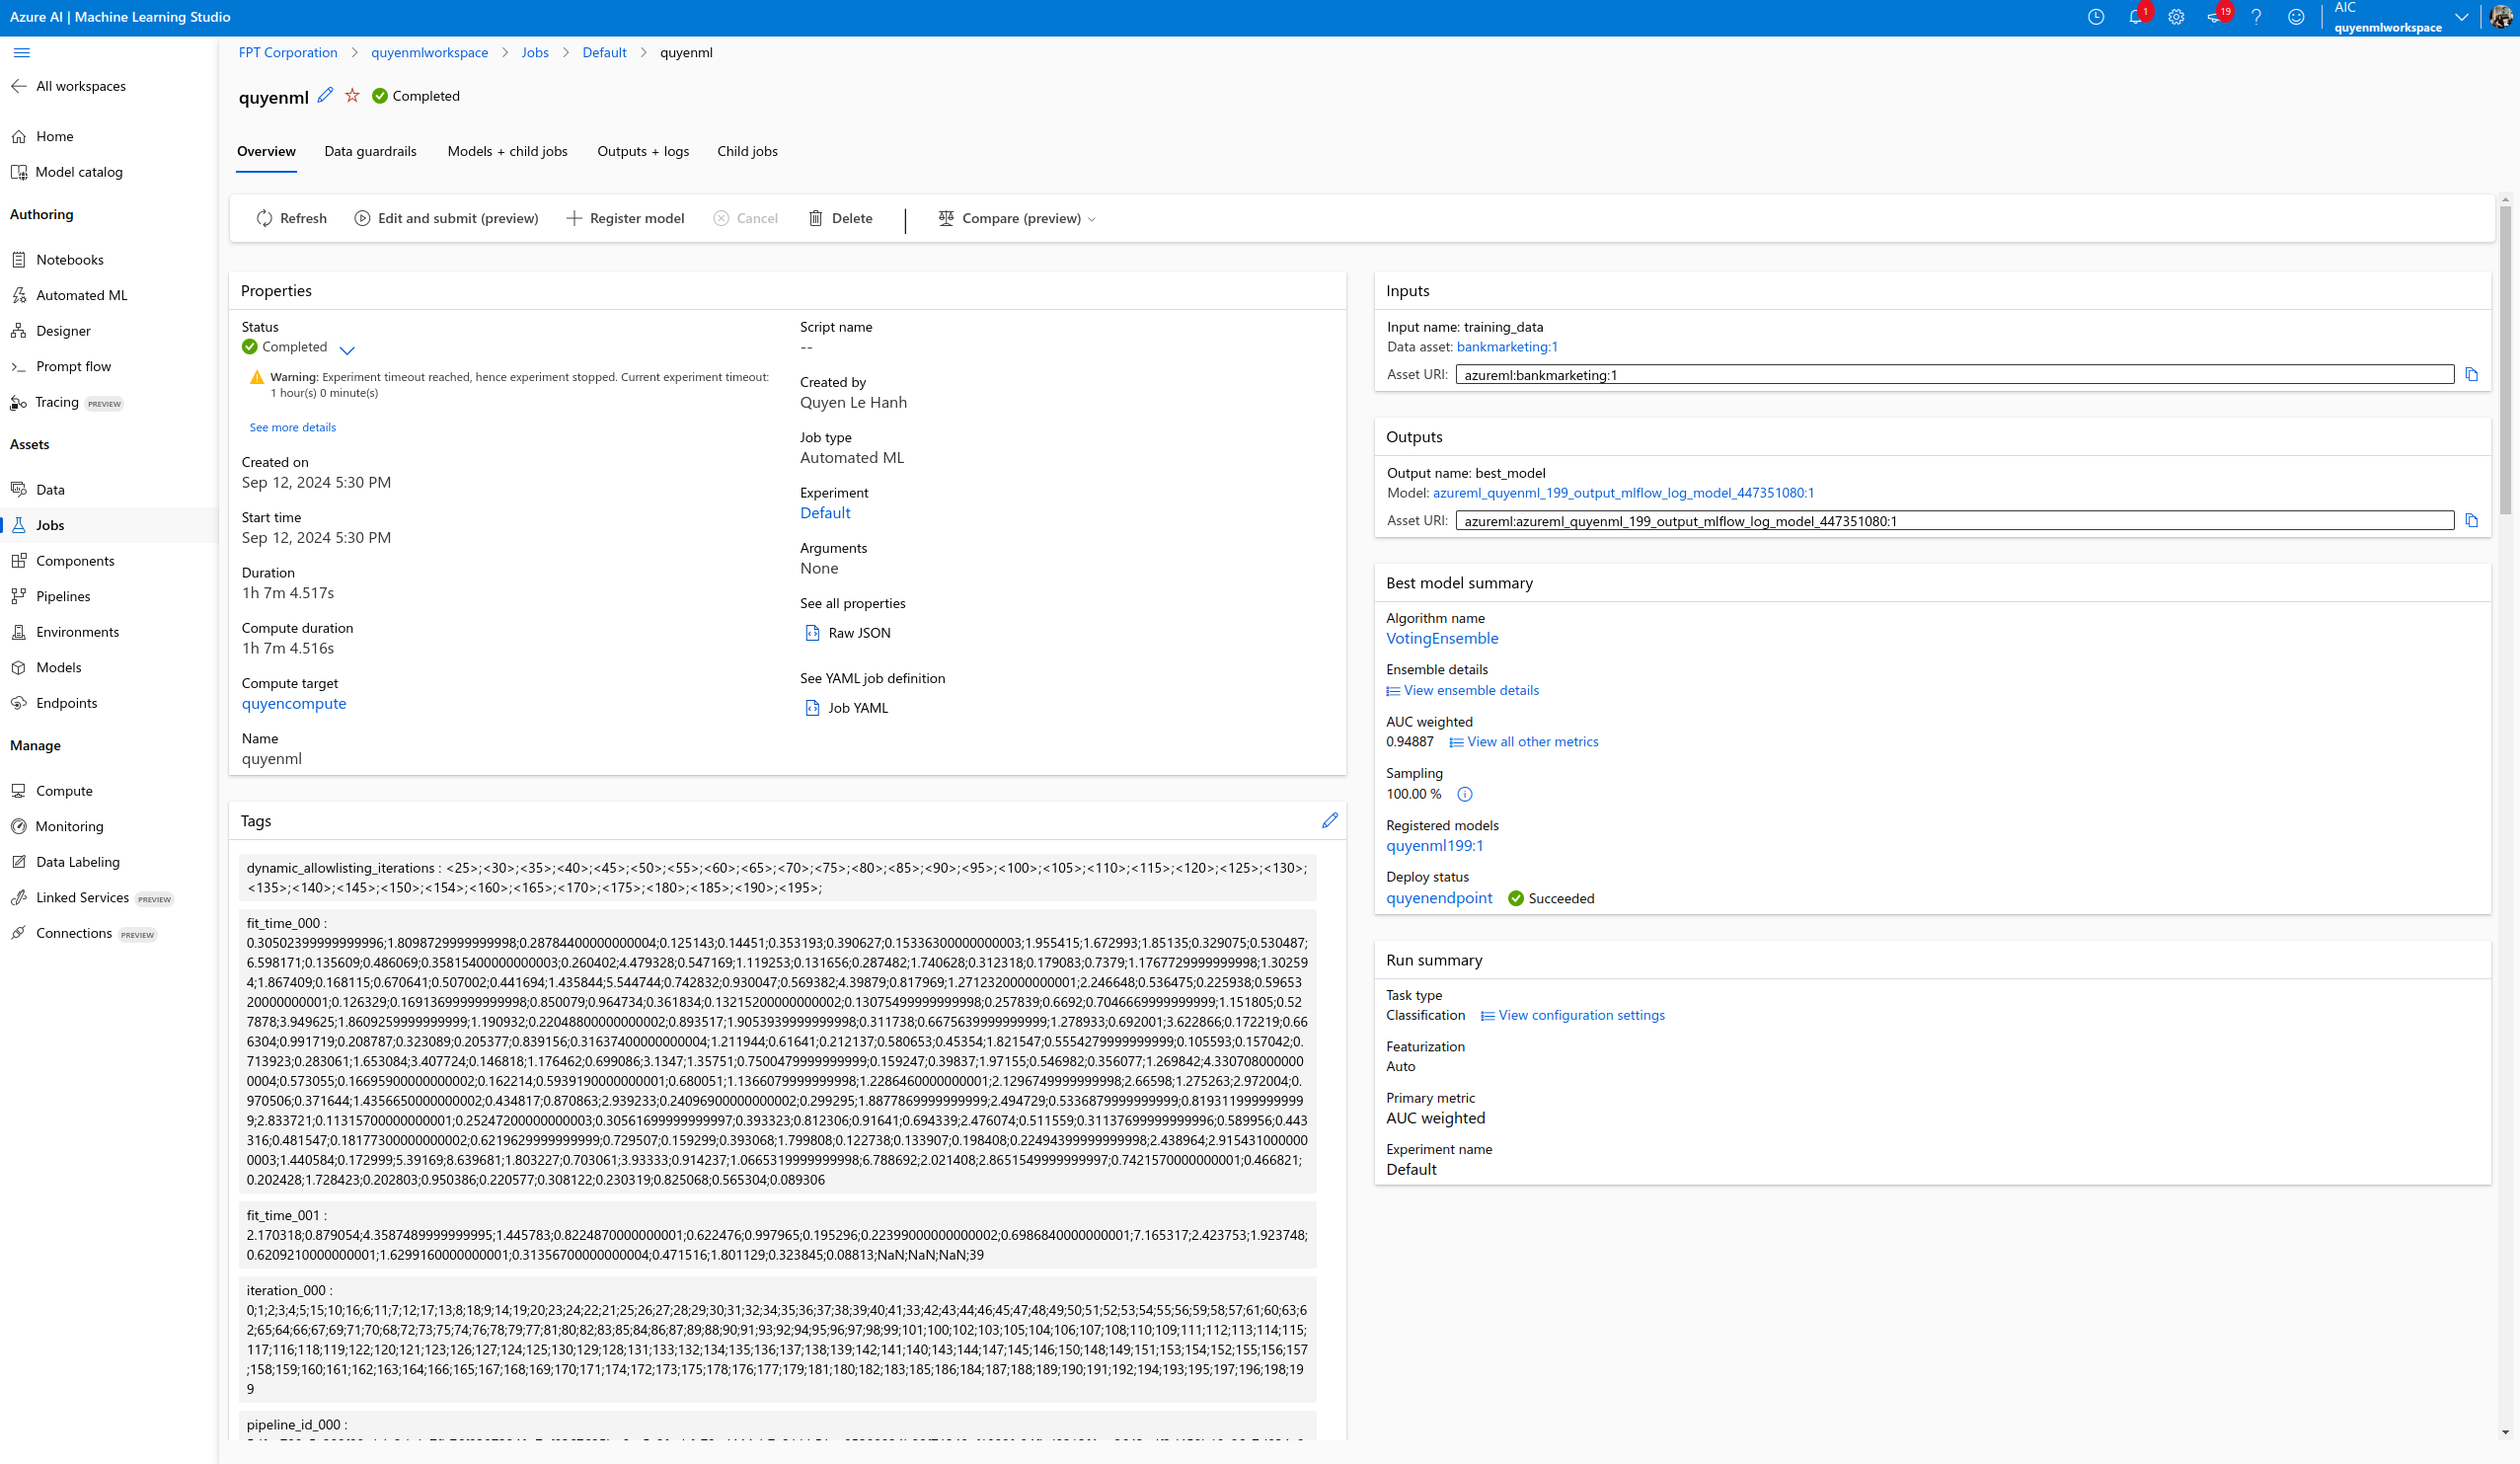 Azure AI | Machine Learning Studio
1
19
AIC
quyenmlworkspace
All workspaces
Home
Model catalog
Authoring
Notebooks
Automated ML
Designer
Prompt flow
Tracing PREVIEW
Assets
Data
Jobs
Components
Pipelines
Environments
Models
Endpoints
Manage
Compute
Monitoring
Data Labeling
Linked Services PREVIEW
Connections PREVIEW
FPT Corporation > quyenmlworkspace > Jobs > Default > quyenml
quyenml Completed
Overview Data guardrails Models + child jobs Outputs + logs Child jobs
Refresh Edit and submit (preview) Register model Cancel Delete Compare (preview)
Properties
Status
Completed
Warning: Experiment timeout reached, hence experiment stopped. Current experiment timeout:
1 hour(s) 0 minute(s)
See more details
Created on
Sep 12, 2024 5:30 PM
Start time
Sep 12, 2024 5:30 PM
Duration
1h 7m 4.517s
Compute duration
1h 7m 4.516s
Compute target
quyencompute
Name
quyenml
Script name
--
Created by
Quyen Le Hanh
Job type
Automated ML
Experiment
Default
Arguments
None
See all properties
Raw JSON
See YAML job definition
Job YAML
Tags
dynamic_allowlisting_iterations : <25>;<30>;<35>;<40>;<45>;<50>;<55>;<60>;<65>;<70>;<75>;<80>;<85>;<90>;<95>;<100>;<105>;<110>;<115>;<120>;<125>;<130>;
<135>;<140>;<145>;<150>;<154>;<160>;<165>;<170>;<175>;<180>;<185>;<190>;<195>;
fit_time_000 :
0.30502399999999996;1.8098729999999998;0.28784400000000004;0.125143;0.14451;0.353193;0.390627;0.15336300000000003;1.955415;1.672993;1.85135;0.329075;0.530487;
6.598171;0.135609;0.486069;0.35815400000000003;0.260402;4.479328;0.547169;1.119253;0.131656;0.287482;1.740628;0.312318;0.179083;0.7379;1.1767729999999998;1.30259
4;1.867409;0.168115;0.670641;0.507002;0.441694;1.435844;5.544744;0.742832;0.930047;0.569382;4.39879;0.817969;1.2712320000000001;2.246648;0.536475;0.225938;0.59653
20000000001;0.126329;0.16913699999999998;0.850079;0.964734;0.361834;0.13215200000000002;0.13075499999999998;0.257839;0.6692;0.7046669999999999;1.151805;0.52
7878;3.949625;1.8609259999999999;1.190932;0.22048800000000002;0.893517;1.9053939999999998;0.311738;0.6675639999999999;1.278933;0.692001;3.622866;0.172219;0.66
6304;0.991719;0.208787;0.323089;0.205377;0.839156;0.31637400000000004;1.211944;0.61641;0.212137;0.580653;0.45354;1.821547;0.5554279999999999;0.105593;0.157042;0.
713923;0.283061;1.653084;3.407724;0.146818;1.176462;0.699086;3.1347;1.35751;0.7500479999999999;0.159247;0.39837;1.97155;0.546982;0.356077;1.269842;4.330708000000
0004;0.573055;0.16695900000000002;0.162214;0.5939190000000001;0.680051;1.1366079999999998;1.2286460000000001;2.1296749999999998;2.66598;1.275263;2.972004;0.
970506;0.371644;1.4356650000000002;0.434817;0.870863;2.939233;0.24096900000000002;0.299295;1.8877869999999999;2.494729;0.5336879999999999;0.819311999999999
9;2.833721;0.11315700000000001;0.25247200000000003;0.30561699999999997;0.393323;0.812306;0.91641;0.694339;2.476074;0.511559;0.31137699999999996;0.589956;0.443
316;0.481547;0.18177300000000002;0.6219629999999999;0.729507;0.159299;0.393068;1.799808;0.122738;0.133907;0.198408;0.22494399999999998;2.438964;2.915431000000
0003;1.440584;0.172999;5.39169;8.639681;1.803227;0.703061;3.93333;0.914237;1.0665319999999998;6.788692;2.021408;2.8651549999999997;0.7421570000000001;0.466821;
0.202428;1.728423;0.202803;0.950386;0.220577;0.308122;0.230319;0.825068;0.565304;0.089306
fit_time_001 :
2.170318;0.879054;4.3587489999999995;1.445783;0.8224870000000001;0.622476;0.997965;0.195296;0.22399000000000002;0.6986840000000001;7.165317;2.423753;1.923748;
0.6209210000000001;1.6299160000000001;0.31356700000000004;0.471516;1.801129;0.323845;0.08813;NaN;NaN;NaN;39
iteration_000 :
0;1;2;3;4;5;15;10;16;6;11;7;12;17;13;8;18;9;14;19;20;23;24;22;21;25;26;27;28;29;30;31;32;34;35;36;37;38;39;40;41;33;42;43;44;46;45;47;48;49;50;51;52;53;54;55;56;59;58;57;61;60;63;6
2;65;64;66;67;69;71;70;68;72;73;75;74;76;78;79;77;81;80;82;83;85;84;86;87;89;88;90;91;93;92;94;95;96;97;98;99;101;100;102;103;105;104;106;107;108;110;109;111;112;113;114;115;
117;116;118;119;122;120;121;123;126;127;124;125;130;129;128;131;133;132;134;135;136;137;138;139;142;141;140;143;144;147;145;146;150;148;149;151;153;154;152;155;156;157
;158;159;160;161;162;163;164;166;165;167;168;169;170;171;174;172;173;175;178;176;177;179;181;180;182;183;185;186;184;187;188;189;190;191;192;194;193;195;197;196;198;19
9
pipeline_id_000 :
Inputs
Input name: training_data
Data asset: bankmarketing:1
Asset URI: azureml:bankmarketing:1
Outputs
Output name: best_model
Model: azureml_quyenml_199_output_mlflow_log_model_447351080:1
Asset URI: azureml:azureml_quyenml_199_output_mlflow_log_model_447351080:1
Best model summary
Algorithm name
VotingEnsemble
Ensemble details
View ensemble details
AUC weighted
0.94887 View all other metrics
Sampling
100.00 %
Registered models
quyenml199:1
Deploy status
quyenendpoint Succeeded
Run summary
Task type
Classification View configuration settings
Featurization
Auto
Primary metric
AUC weighted
Experiment name
Default